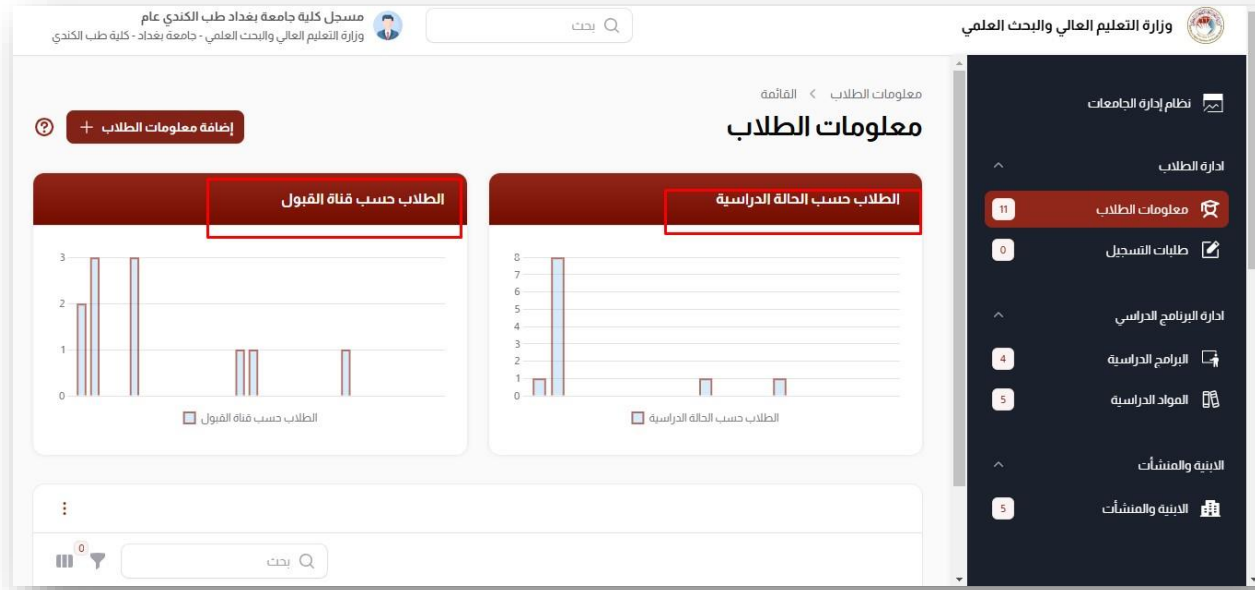 وزارة التعليم العالي والبحث العلمي
بحث
مسجل كلية جامعة بغداد طب الكندي عام
وزارة التعليم العالي والبحث العلمي - جامعة بغداد - كلية طب الكندي
نظام إدارة الجامعات
ادارة الطلاب
معلومات الطلاب 11
طلبات التسجيل 0
ادارة البرنامج الدراسي
البرامج الدراسية 4
المواد الدراسية 5
الابنية والمنشأت
الابنية والمنشأت 5
معلومات الطلاب > القائمة
معلومات الطلاب
إضافة معلومات الطلاب +
الطلاب حسب الحالة الدراسية
8
7
6
5
4
3
2
1
0
الطلاب حسب الحالة الدراسية
الطلاب حسب قناة القبول
3
2
1
0
الطلاب حسب قناة القبول
بحث
0